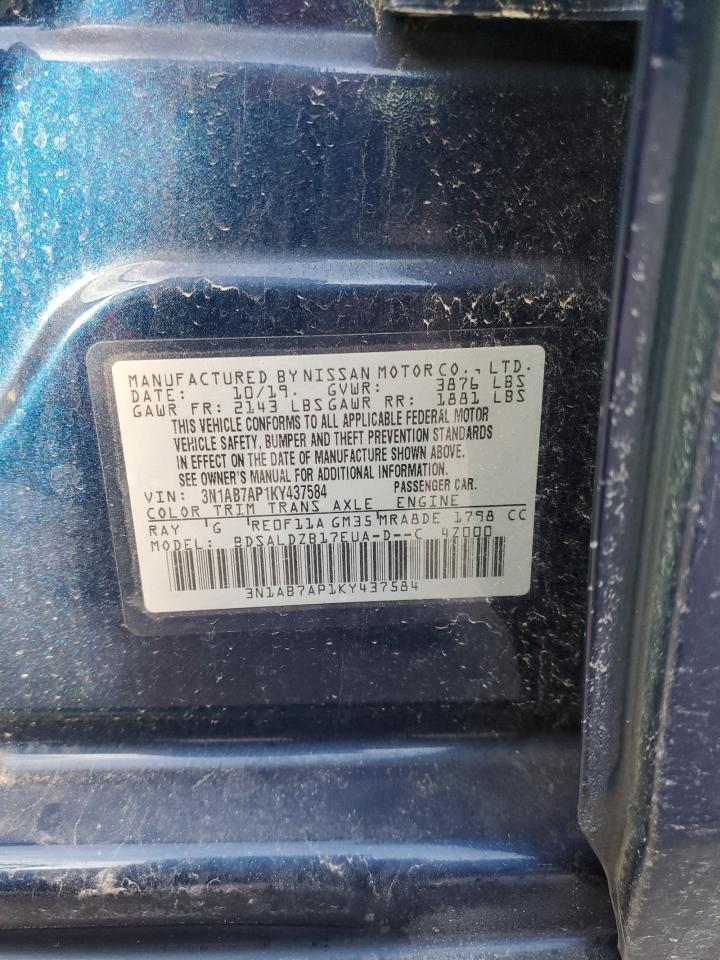 MANUFACTURED BY NISSAN MOTOR CO., LTD.
DATE: 10/19. GVWR: 3876 LBS
GAWR FR: 2143 LBS GAWR RR: 1881 LBS
THIS VEHICLE CONFORMS TO ALL APPLICABLE FEDERAL MOTOR
VEHICLE SAFETY, BUMPER AND THEFT PREVENTION STANDARDS
IN EFFECT ON THE DATE OF MANUFACTURE SHOWN ABOVE.
SEE OWNER'S MANUAL FOR ADDITIONAL INFORMATION.
VIN: 3N1AB7AP1KY437584 PASSENGER CAR.
COLOR TRIM TRANS AXLE ENGINE
RAY G RE0F11A GM35 MRA8DE 1798 CC
MODEL: BDSALDZB17EUA-D--C 4Z000
3N1AB7AP1KY437584